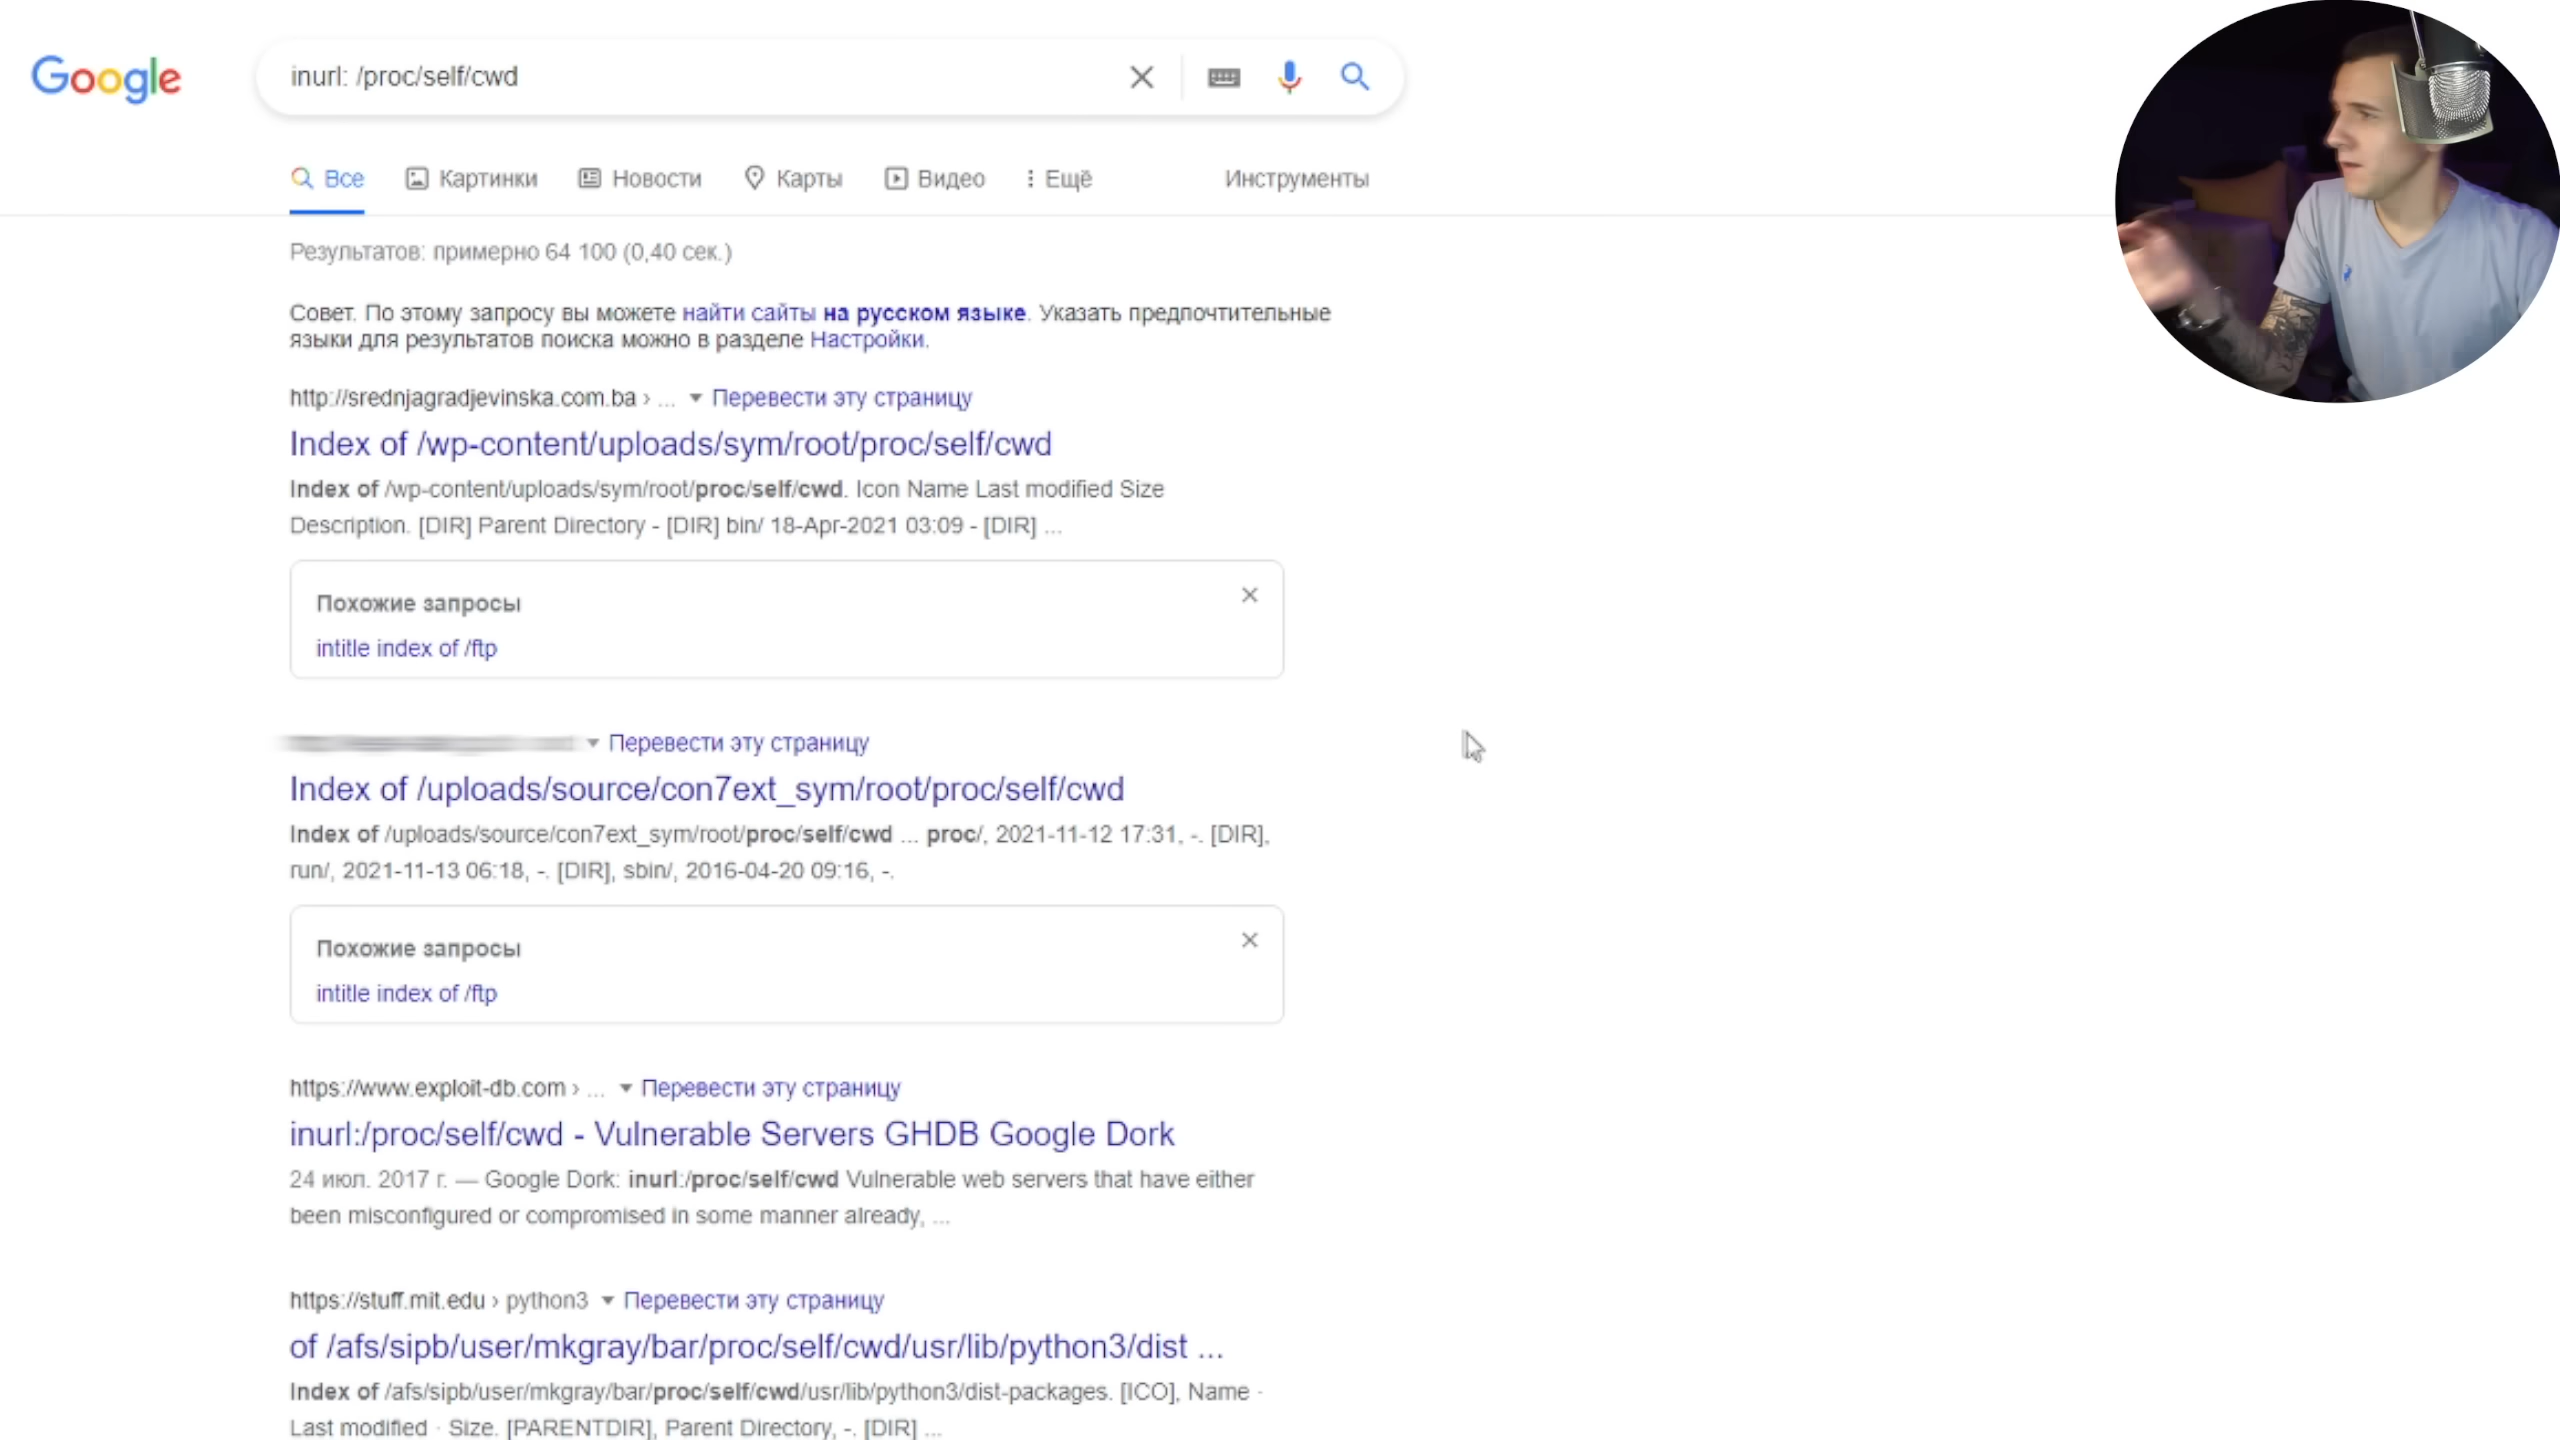 Google
inurl: /proc/self/cwd
Все Картинки Новости Карты Видео Ещё Инструменты
Результатов: примерно 64 100 (0,40 сек.)
Совет. По этому запросу вы можете найти сайты на русском языке. Указать предпочтительные
языки для результатов поиска можно в разделе Настройки.
http://srednjagradjevinska.com.ba › ... Перевести эту страницу
Index of /wp-content/uploads/sym/root/proc/self/cwd
Index of /wp-content/uploads/sym/root/proc/self/cwd. Icon Name Last modified Size
Description. [DIR] Parent Directory - [DIR] bin/ 18-Apr-2021 03:09 - [DIR] ...
Похожие запросы
intitle index of /ftp
Перевести эту страницу
Index of /uploads/source/con7ext_sym/root/proc/self/cwd
Index of /uploads/source/con7ext_sym/root/proc/self/cwd ... proc/, 2021-11-12 17:31, -. [DIR],
run/, 2021-11-13 06:18, -. [DIR], sbin/, 2016-04-20 09:16, -.
Похожие запросы
intitle index of /ftp
https://www.exploit-db.com › ... Перевести эту страницу
inurl:/proc/self/cwd - Vulnerable Servers GHDB Google Dork
24 июл. 2017 г. — Google Dork: inurl:/proc/self/cwd Vulnerable web servers that have either
been misconfigured or compromised in some manner already, ...
https://stuff.mit.edu › python3 Перевести эту страницу
of /afs/sipb/user/mkgray/bar/proc/self/cwd/usr/lib/python3/dist ...
Index of /afs/sipb/user/mkgray/bar/proc/self/cwd/usr/lib/python3/dist-packages. [ICO], Name ·
Last modified · Size. [PARENTDIR], Parent Directory, -. [DIR] ...